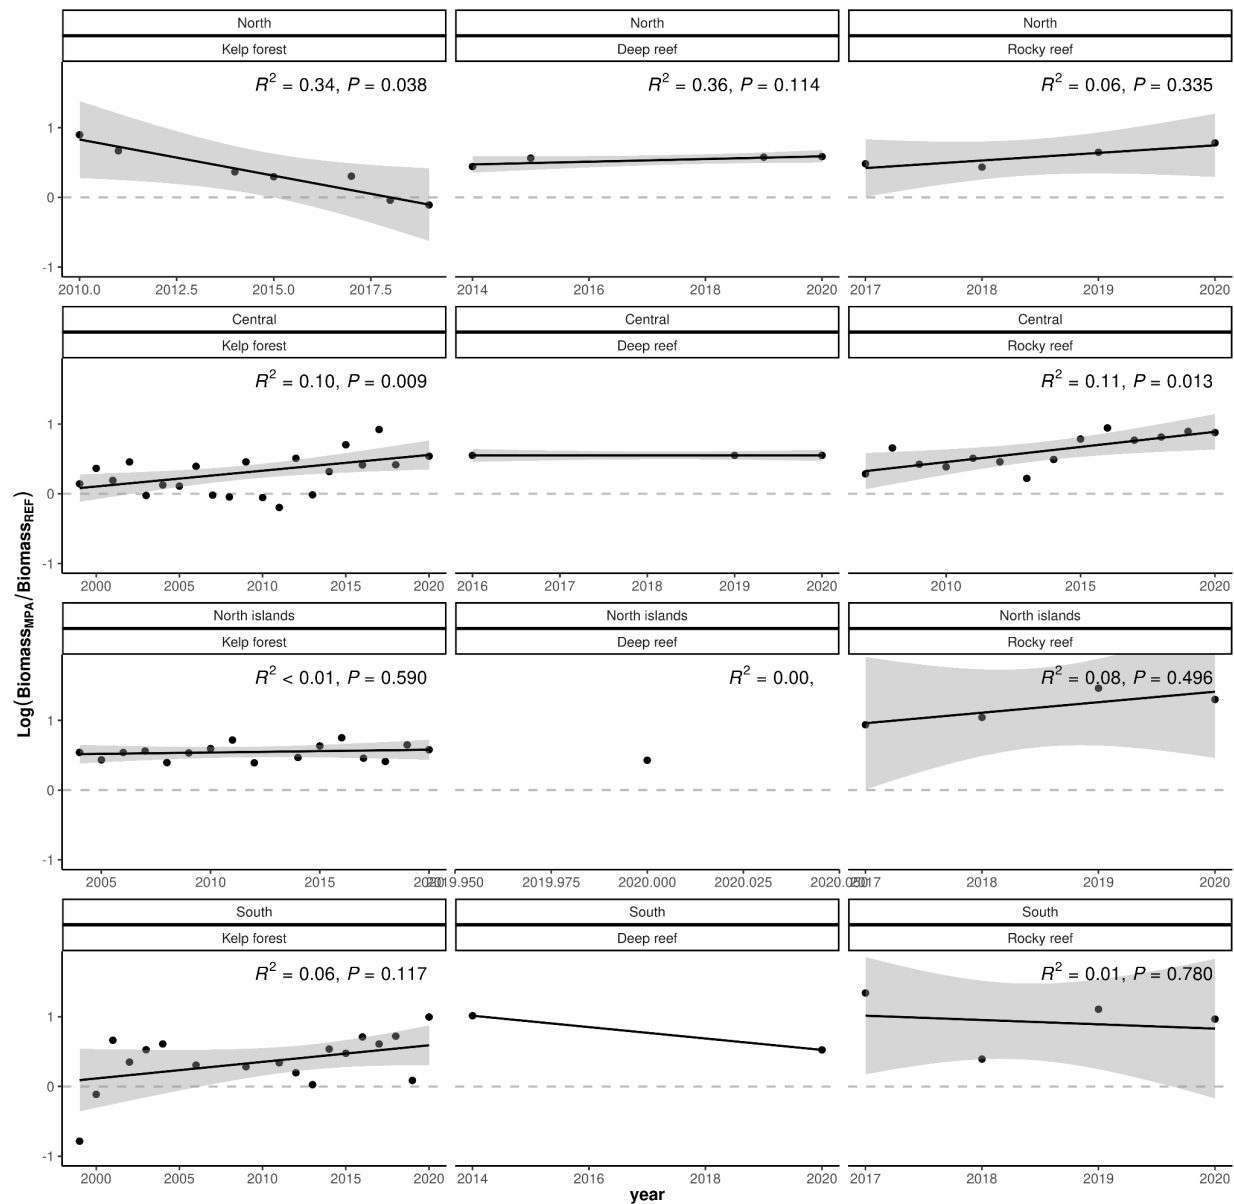 North North North
Kelp forest Deep reef Rocky reef
R² = 0.34, P = 0.038 R² = 0.36, P = 0.114 R² = 0.06, P = 0.335
1
0
-1
2010.0 2012.5 2015.0 2017.5 2014 2016 2018 2020 2017 2018 2019 2020
Central Central Central
Kelp forest Deep reef Rocky reef
R² = 0.10, P = 0.009 R² = 0.11, P = 0.013
1
0
-1
2000 2005 2010 2015 2020 2016 2017 2018 2019 2020 2010 2015 2020
Log(Biomass_MPA/Biomass_REF)
North islands North islands North islands
Kelp forest Deep reef Rocky reef
R² < 0.01, P = 0.590 R² = 0.00, R² = 0.08, P = 0.496
1
0
-1
2005 2010 2015 2020 2019.950 2019.975 2020.000 2020.025 2020.050 2017 2018 2019 2020
South South South
Kelp forest Deep reef Rocky reef
R² = 0.06, P = 0.117 R² = 0.01, P = 0.780
1
0
-1
2000 2005 2010 2015 2020 2014 2016 2018 2020 2017 2018 2019 2020
year